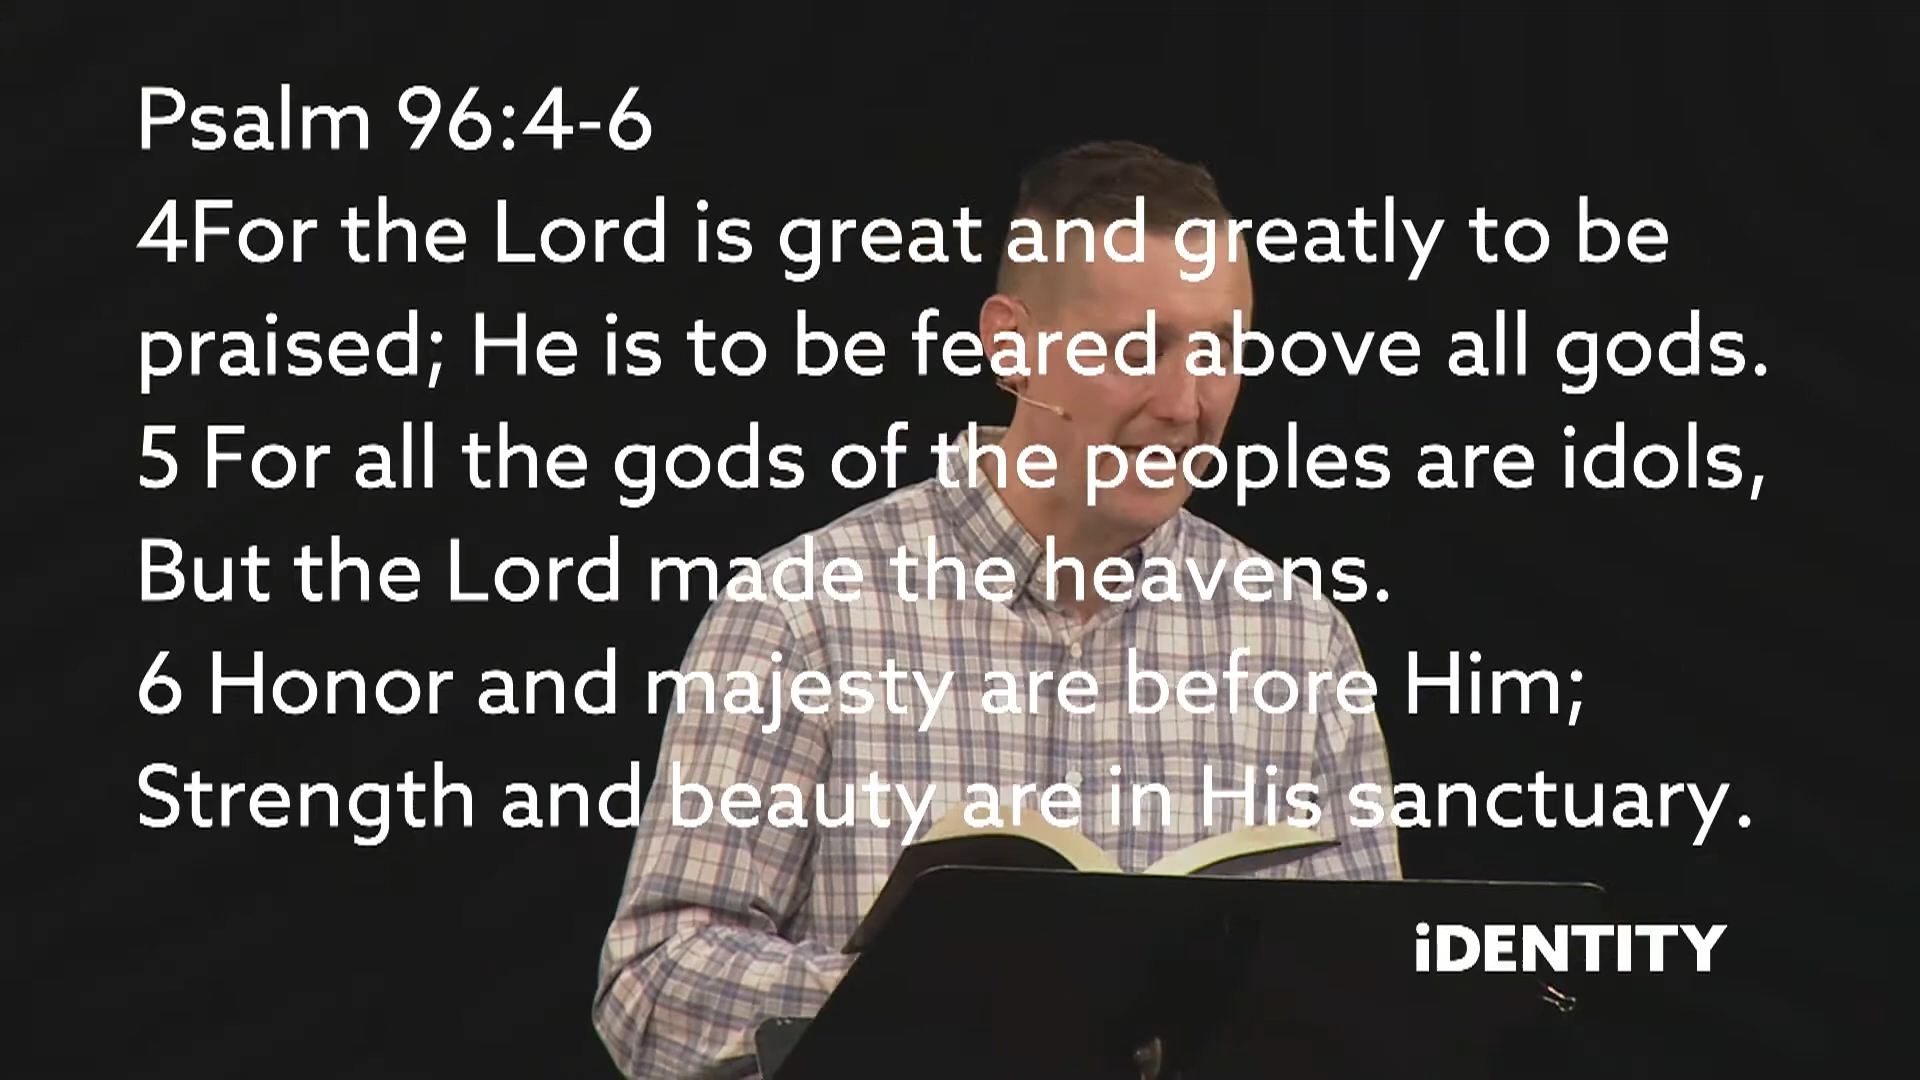 Psalm 96:4-6
4For the Lord is great and greatly to be
praised; He is to be feared above all gods.
5 For all the gods of the peoples are idols,
But the Lord made the heavens.
6 Honor and majesty are before Him;
Strength and beauty are in His sanctuary.
iDENTITY